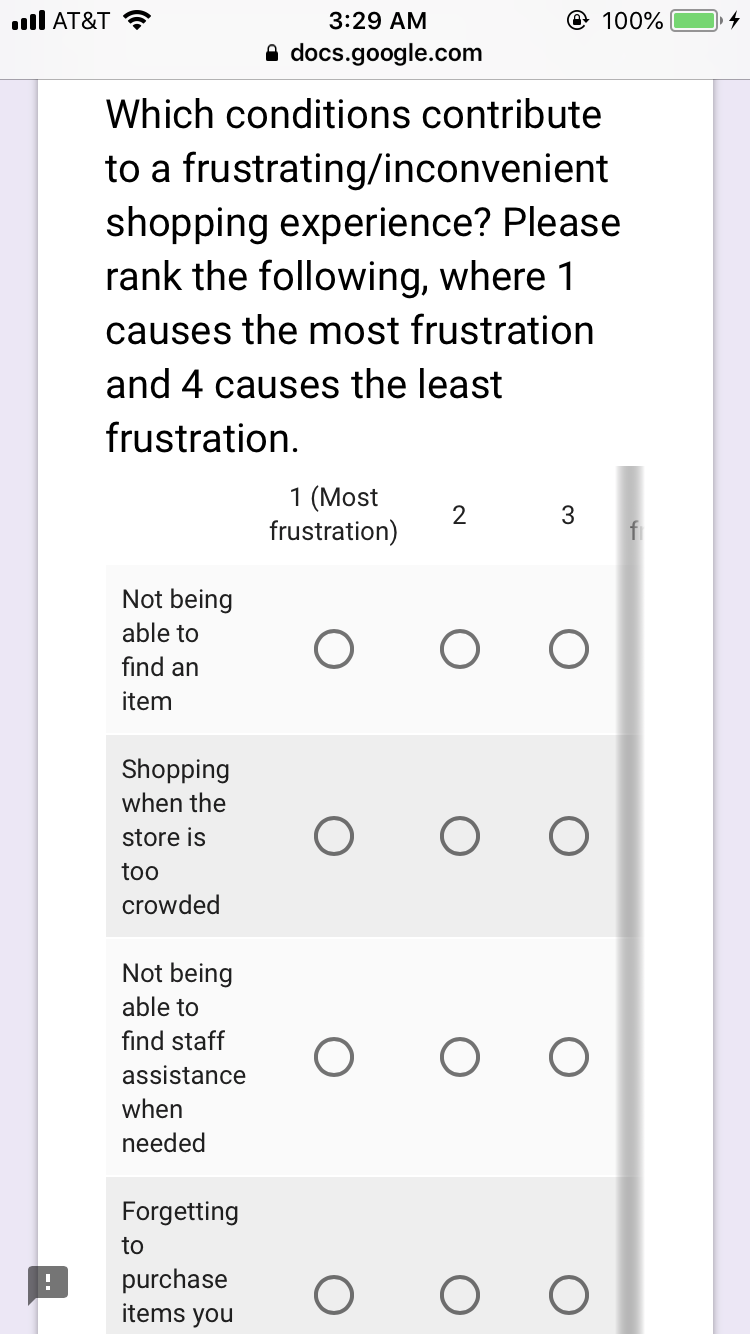 AT&T 3:29 AM 100%
docs.google.com
Which conditions contribute
to a frustrating/inconvenient
shopping experience? Please
rank the following, where 1
causes the most frustration
and 4 causes the least
frustration.
1 (Most
frustration) 2 3
Not being
able to
find an
item
Shopping
when the
store is
too
crowded
Not being
able to
find staff
assistance
when
needed
Forgetting
to
purchase
items you